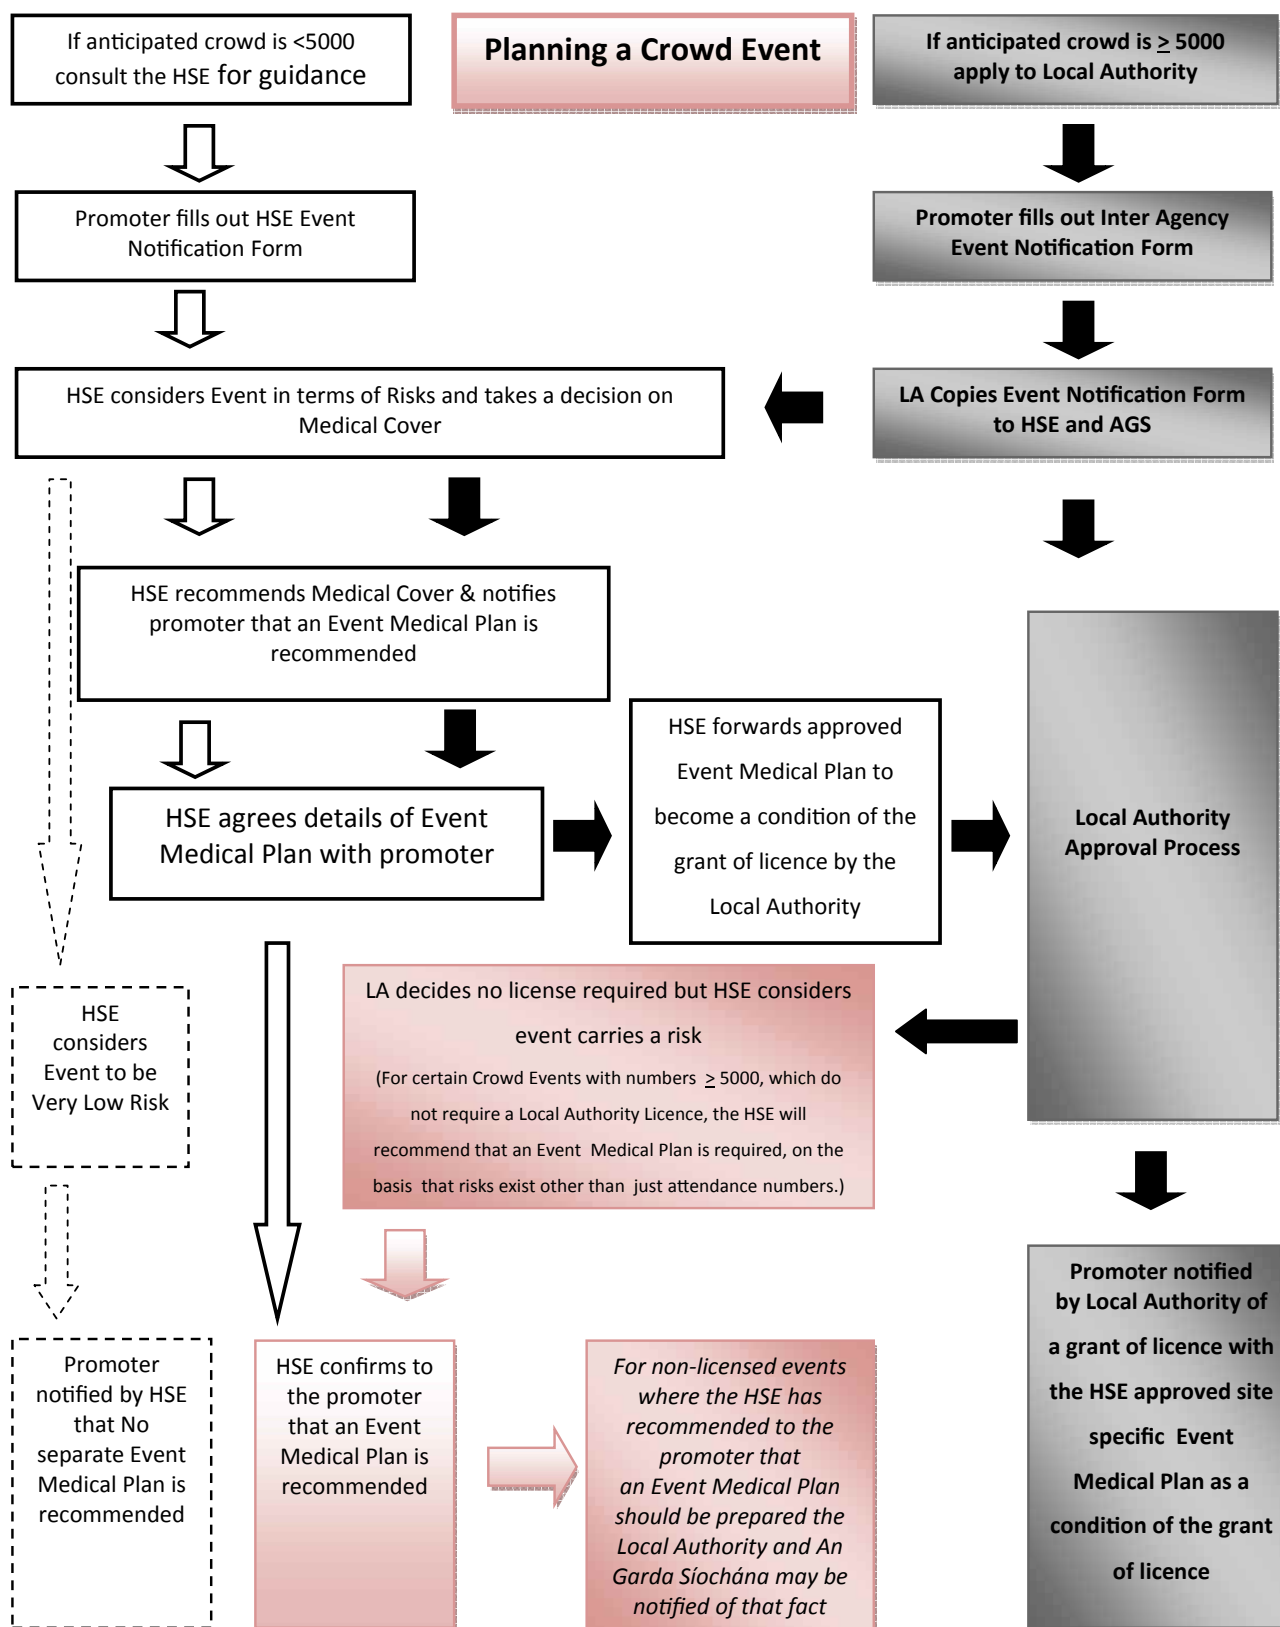 If anticipated crowd is <5000
consult the HSE for guidance
Planning a Crowd Event
If anticipated crowd is ≥ 5000
apply to Local Authority
Promoter fills out HSE Event
Notification Form
Promoter fills out Inter Agency
Event Notification Form
HSE considers Event in terms of Risks and takes a decision on
Medical Cover
LA Copies Event Notification Form
to HSE and AGS
HSE recommends Medical Cover & notifies
promoter that an Event Medical Plan is
recommended
HSE agrees details of Event
Medical Plan with promoter
HSE forwards approved
Event Medical Plan to
become a condition of the
grant of licence by the
Local Authority
Local Authority
Approval Process
HSE
considers
Event to be
Very Low Risk
LA decides no license required but HSE considers
event carries a risk
(For certain Crowd Events with numbers ≥ 5000, which do
not require a Local Authority Licence, the HSE will
recommend that an Event Medical Plan is required, on the
basis that risks exist other than just attendance numbers.)
Promoter
notified by HSE
that No
separate Event
Medical Plan is
recommended
HSE confirms to
the promoter
that an Event
Medical Plan is
recommended
For non-licensed events
where the HSE has
recommended to the
promoter that
an Event Medical Plan
should be prepared the
Local Authority and An
Garda Síochána may be
notified of that fact
Promoter notified
by Local Authority of
a grant of licence with
the HSE approved site
specific Event
Medical Plan as a
condition of the grant
of licence